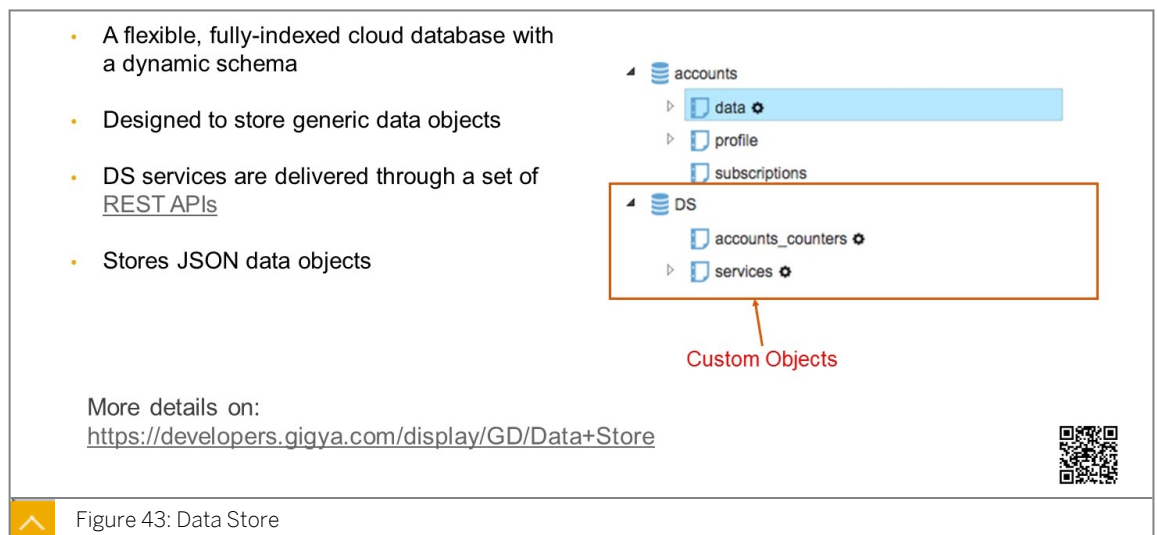 • A flexible, fully-indexed cloud database with
a dynamic schema
• Designed to store generic data objects
• DS services are delivered through a set of
REST APIs
• Stores JSON data objects
accounts
data
profile
subscriptions
DS
accounts_counters
services
Custom Objects
More details on:
https://developers.gigya.com/display/GD/Data+Store
Figure 43: Data Store